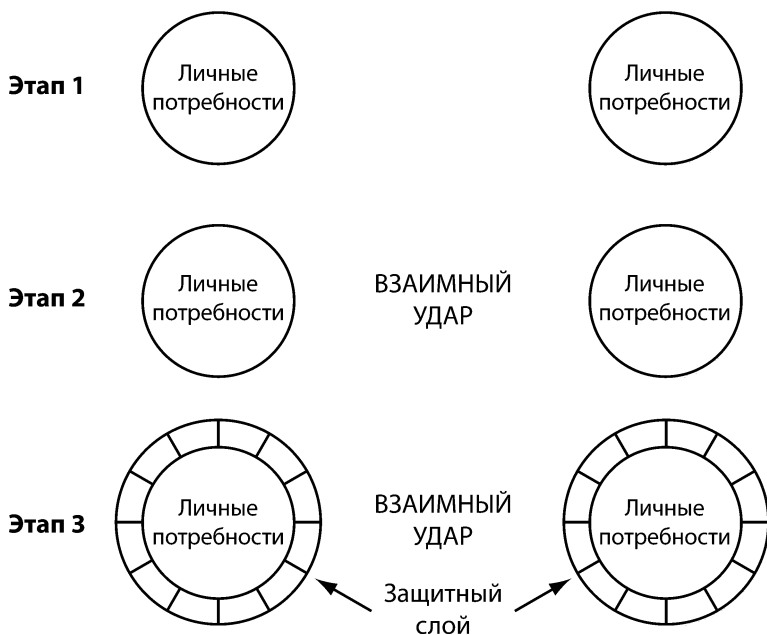 Этап 1
Личные
потребности
Личные
потребности
Этап 2
Личные
потребности
ВЗАИМНЫЙ
УДАР
Личные
потребности
Этап 3
Личные
потребности
ВЗАИМНЫЙ
УДАР
Личные
потребности
Защитный
слой